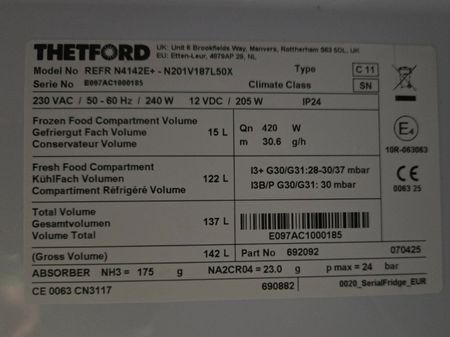 THETFORD
UK: Unit 6 Brookfields Way, Manvers, Rottherham S63 5DL, UK
EU: Etten-Leur, 4879AP 29, NL
Model No REFR N4142E+ - N201V187L50X Type C 11
Serie No E097AC1000185 Climate Class SN
230 VAC / 50 - 60 Hz / 240 W 12 VDC / 205 W IP24
Frozen Food Compartment Volume
Gefriergut Fach Volume 15 L
Conservateur Volume
Qn 420 W
m 30.6 g/h
E4
10R-063063
Fresh Food Compartment
KühlFach Volumen 122 L
Compartiment Réfrigéré Volume
I3+ G30/G31:28-30/37 mbar
I3B/P G30/G31: 30 mbar
CE
0063 25
Total Volume
Gesamtvolumen 137 L
Volume Total
E097AC1000185
(Gross Volume) 142 L
Part No 692092 070425
ABSORBER NH3 = 175 g NA2CR04 = 23.0 g p max = 24 bar
CE 0063 CN3117 690882 0020_SerialFridge_EUR